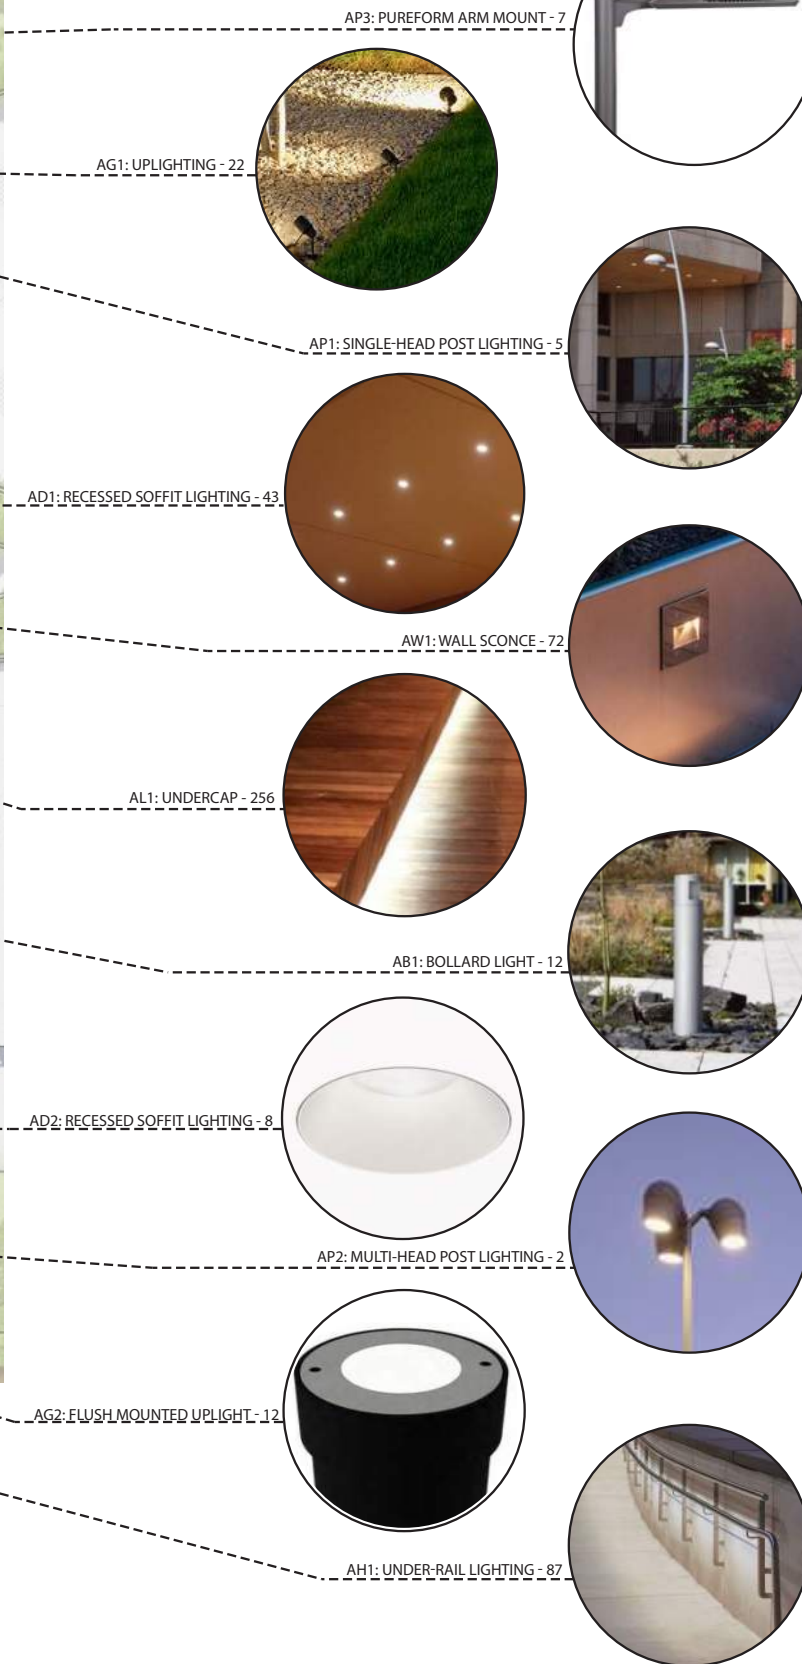 AP3: PUREFORM ARM MOUNT - 7
AG1: UPLIGHTING - 22
AP1: SINGLE-HEAD POST LIGHTING - 5
AD1: RECESSED SOFFIT LIGHTING - 43
AW1: WALL SCONCE - 72
AL1: UNDERCAP - 256
AB1: BOLLARD LIGHT - 12
AD2: RECESSED SOFFIT LIGHTING - 8
AP2: MULTI-HEAD POST LIGHTING - 2
AG2: FLUSH MOUNTED UPLIGHT - 12
AH1: UNDER-RAIL LIGHTING - 87